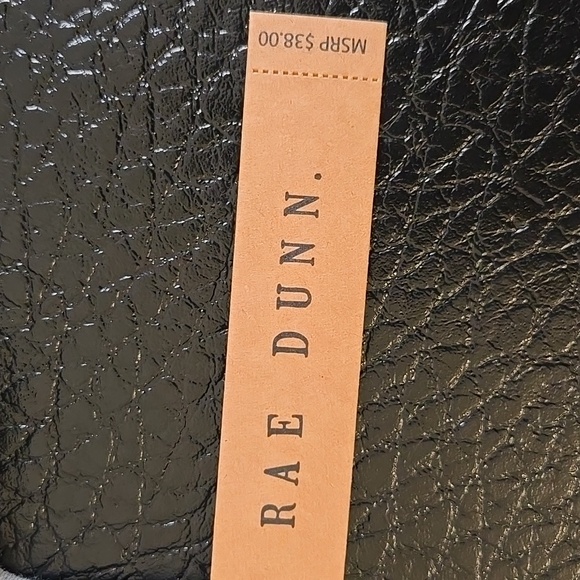 MSRP $38.00
RAE DUNN.